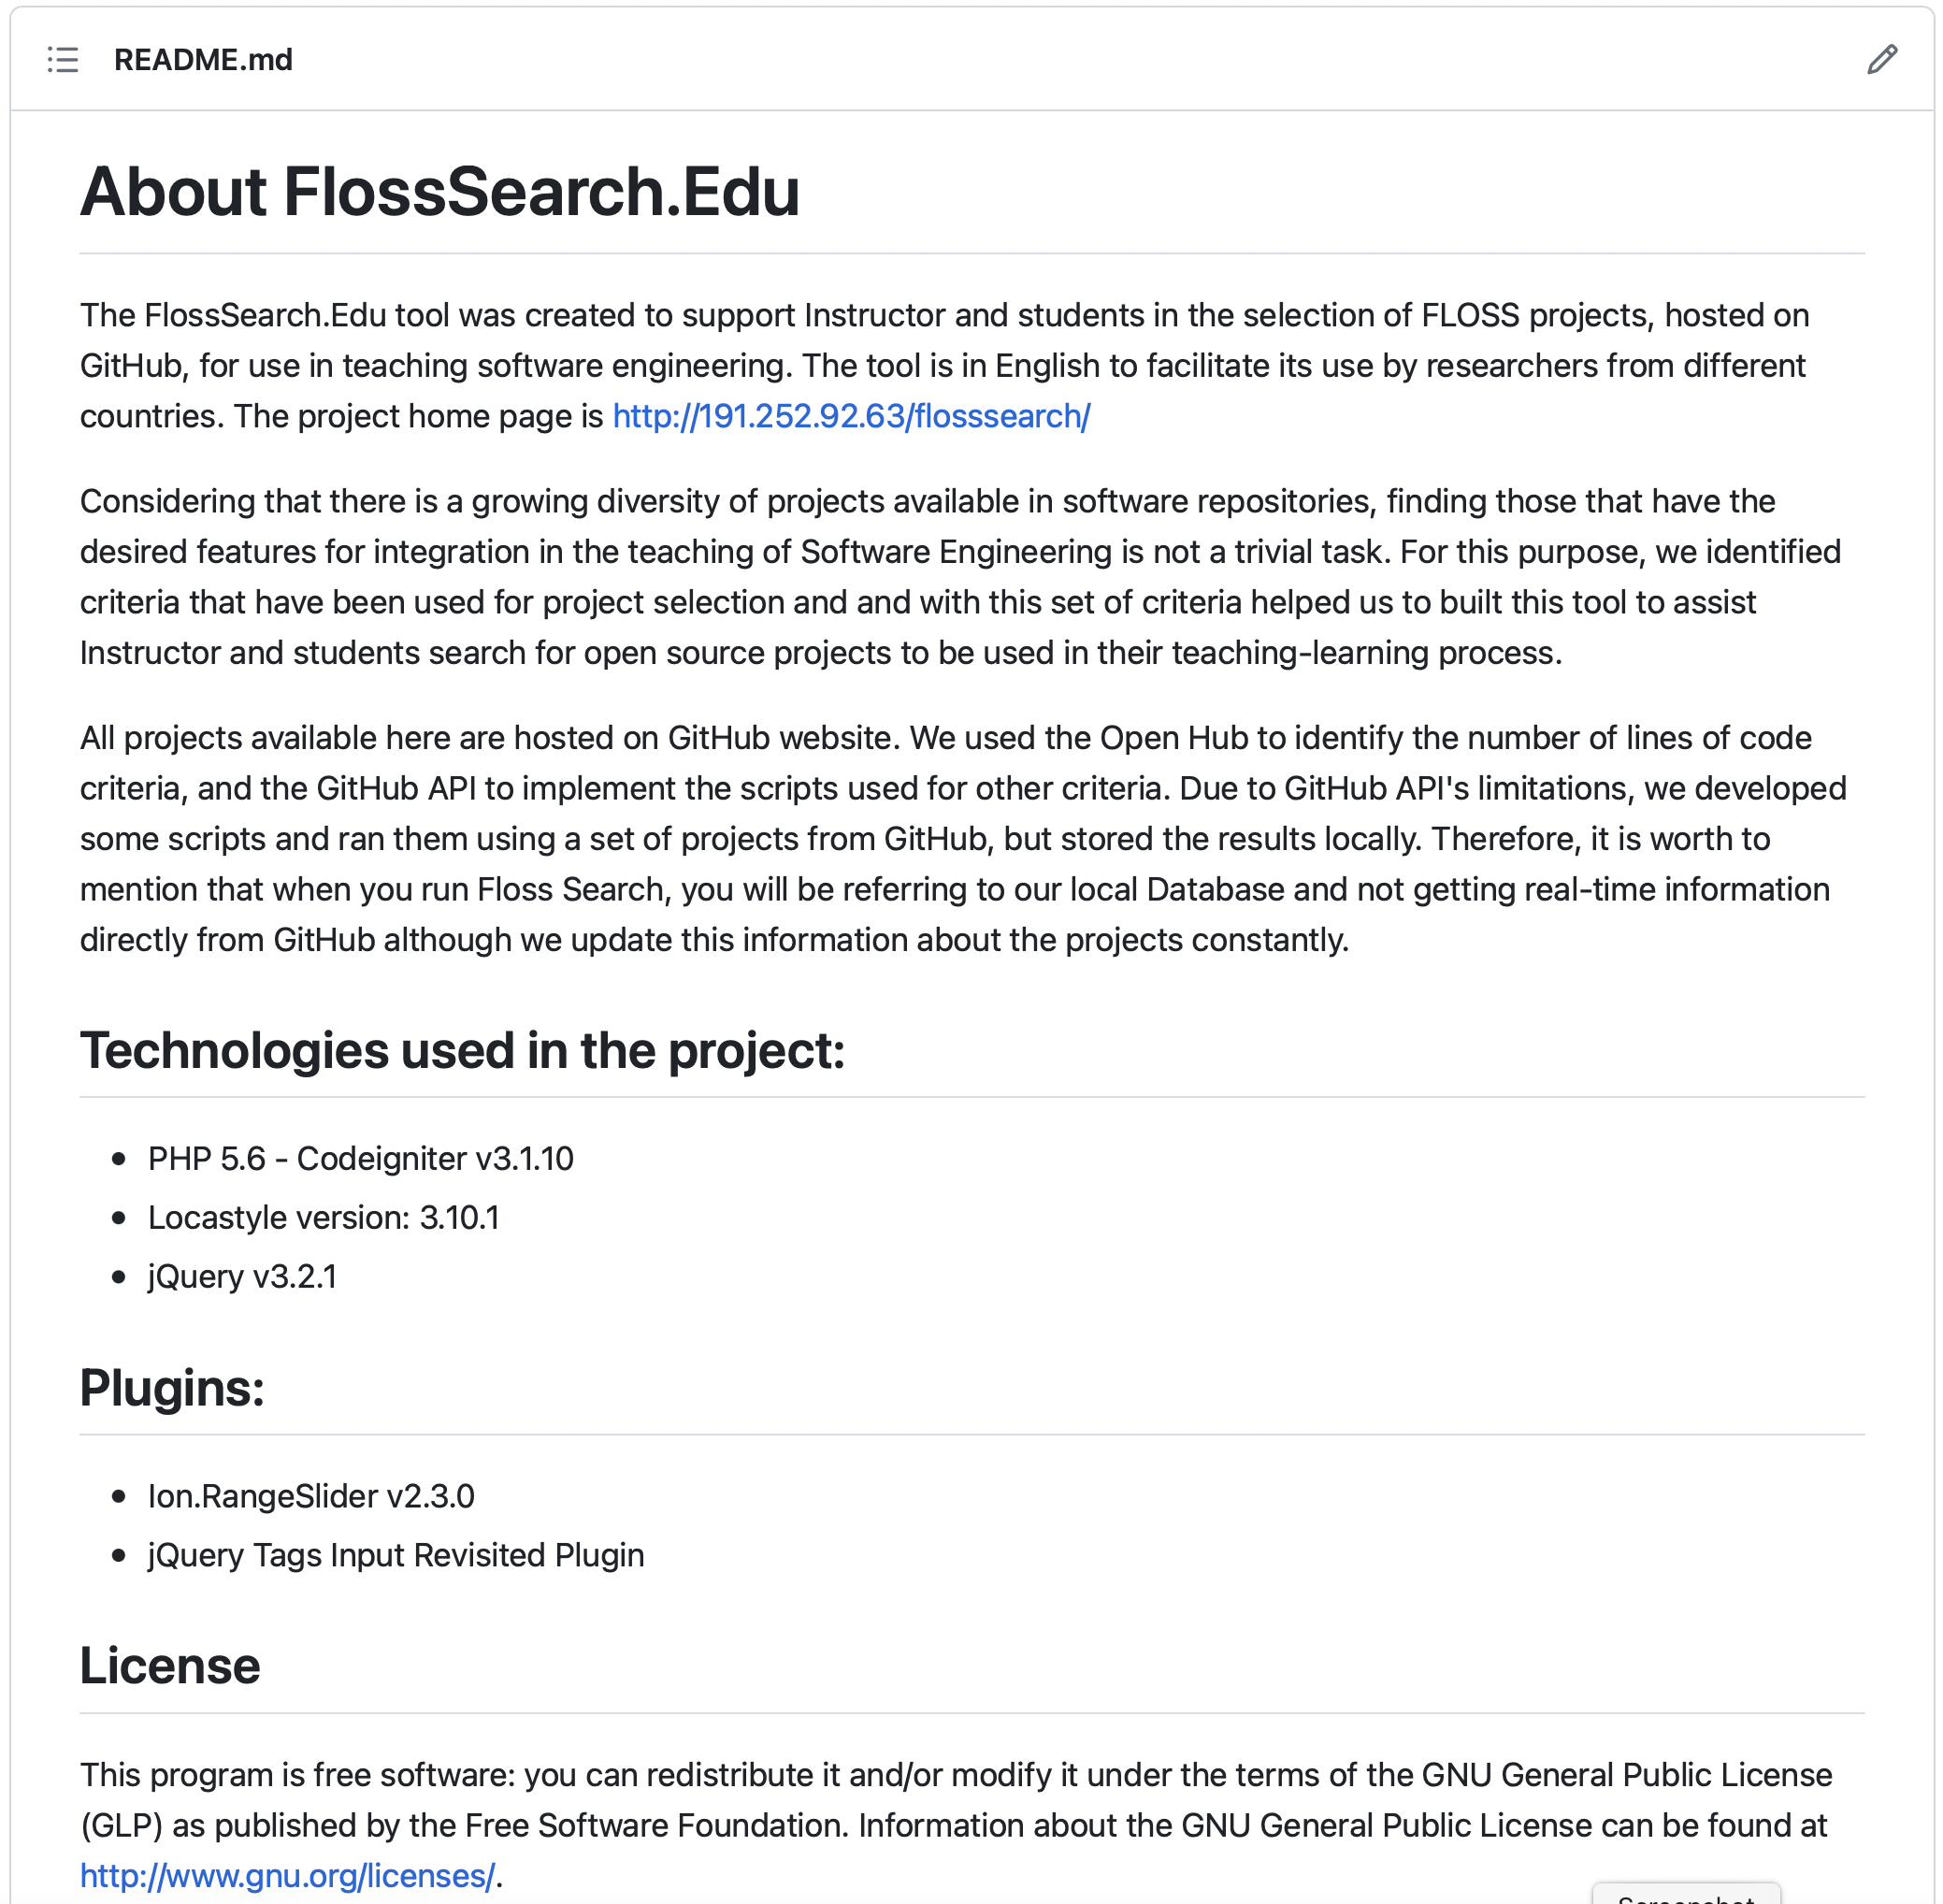 README.md
About FlossSearch.Edu
The FlossSearch.Edu tool was created to support Instructor and students in the selection of FLOSS projects, hosted on
GitHub, for use in teaching software engineering. The tool is in English to facilitate its use by researchers from different
countries. The project home page is http://191.252.92.63/flosssearch/
Considering that there is a growing diversity of projects available in software repositories, finding those that have the
desired features for integration in the teaching of Software Engineering is not a trivial task. For this purpose, we identified
criteria that have been used for project selection and and with this set of criteria helped us to built this tool to assist
Instructor and students search for open source projects to be used in their teaching-learning process.
All projects available here are hosted on GitHub website. We used the Open Hub to identify the number of lines of code
criteria, and the GitHub API to implement the scripts used for other criteria. Due to GitHub API's limitations, we developed
some scripts and ran them using a set of projects from GitHub, but stored the results locally. Therefore, it is worth to
mention that when you run Floss Search, you will be referring to our local Database and not getting real-time information
directly from GitHub although we update this information about the projects constantly.
Technologies used in the project:
• PHP 5.6 - Codeigniter v3.1.10
• Locastyle version: 3.10.1
• jQuery v3.2.1
Plugins:
• Ion.RangeSlider v2.3.0
• jQuery Tags Input Revisited Plugin
License
This program is free software: you can redistribute it and/or modify it under the terms of the GNU General Public License
(GLP) as published by the Free Software Foundation. Information about the GNU General Public License can be found at
http://www.gnu.org/licenses/.
Screenshot